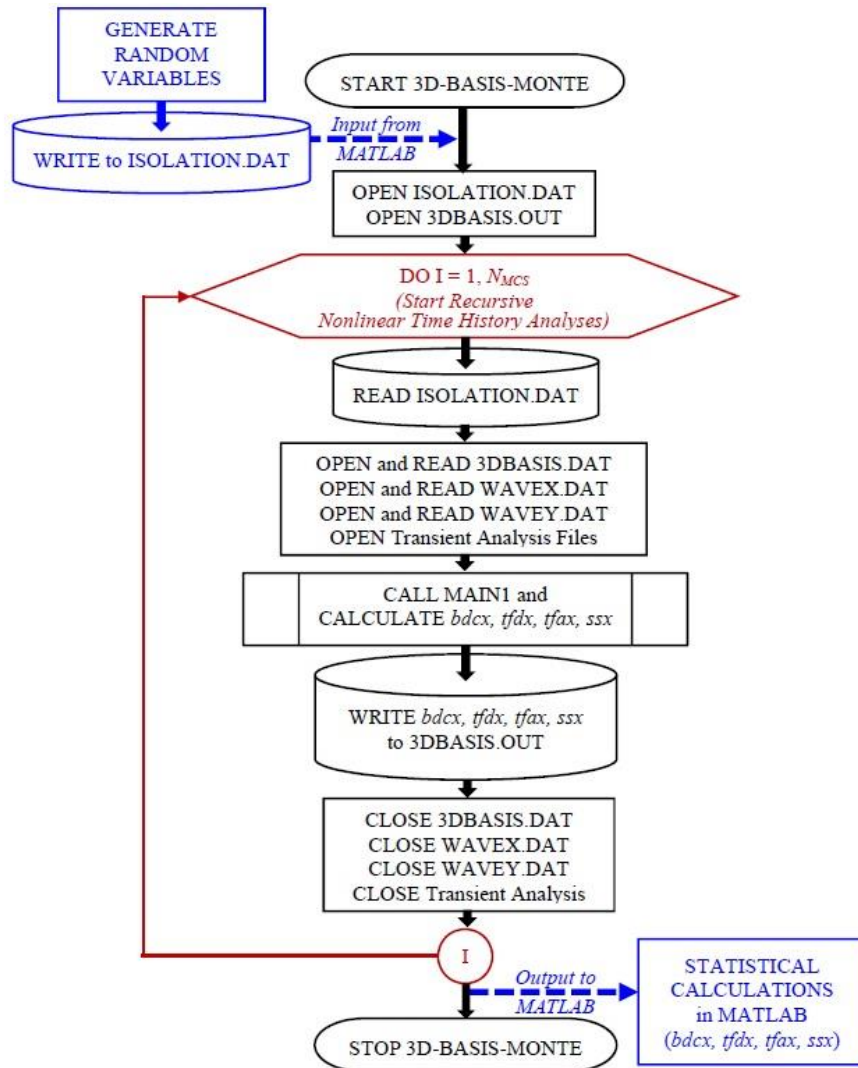 GENERATE
RANDOM
VARIABLES
START 3D-BASIS-MONTE
WRITE to ISOLATION.DAT
Input from
MATLAB
OPEN ISOLATION.DAT
OPEN 3DBASIS.OUT
DO I = 1, NMCS
(Start Recursive
Nonlinear Time History Analyses)
READ ISOLATION.DAT
OPEN and READ 3DBASIS.DAT
OPEN and READ WAVEX.DAT
OPEN and READ WAVEY.DAT
OPEN Transient Analysis Files
CALL MAIN1 and
CALCULATE bdcx, tfdx, tfax, ssx
WRITE bdcx, tfdx, tfax, ssx
to 3DBASIS.OUT
CLOSE 3DBASIS.DAT
CLOSE WAVEX.DAT
CLOSE WAVEY.DAT
CLOSE Transient Analysis
I
Output to
MATLAB
STATISTICAL
CALCULATIONS
in MATLAB
(bdcx, tfdx, tfax, ssx)
STOP 3D-BASIS-MONTE